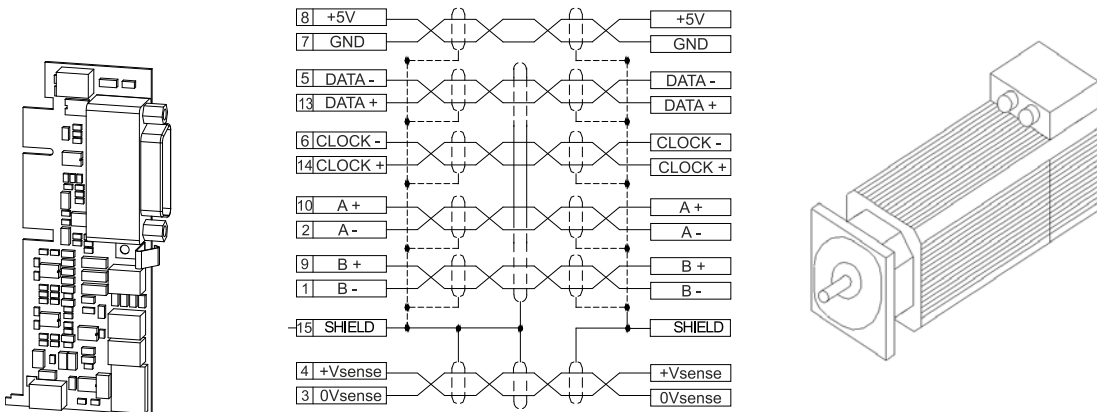 8 +5V +5V
7 GND GND
5 DATA - DATA -
13 DATA + DATA +
6 CLOCK - CLOCK -
14 CLOCK + CLOCK +
10 A + A +
2 A - A -
9 B + B +
1 B - B -
15 SHIELD SHIELD
4 +Vsense +Vsense
3 0Vsense 0Vsense